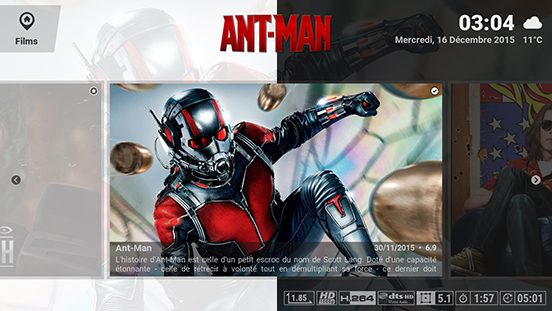 ANT-MAN
03:04
Films
Mercredi, 16 Décembre 2015 11°C
Ant-Man
30/11/2015 • 6,9
L'histoire d'Ant-Man est celle d'un petit escroc du nom de Scott Lang. Doté d'une capacité
étonnante - celle de rétrécir à volonté tout en démultipliant sa force - ce dernier doit
H
1.85 HD H.264 dts-HD 5.1 1:57 05:01